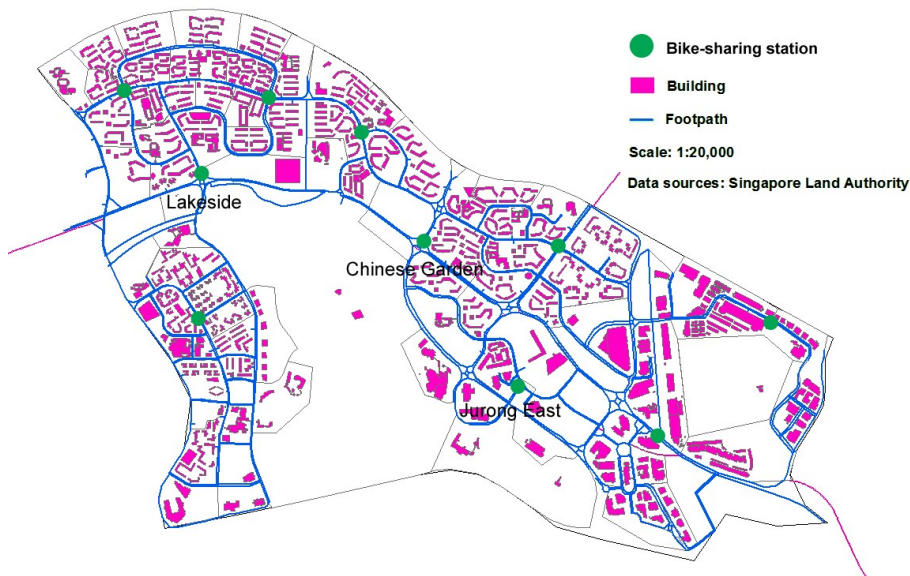 Bike-sharing station
Building
Footpath
Scale: 1:20,000
Data sources: Singapore Land Authority
Lakeside
Chinese Garden
Jurong East